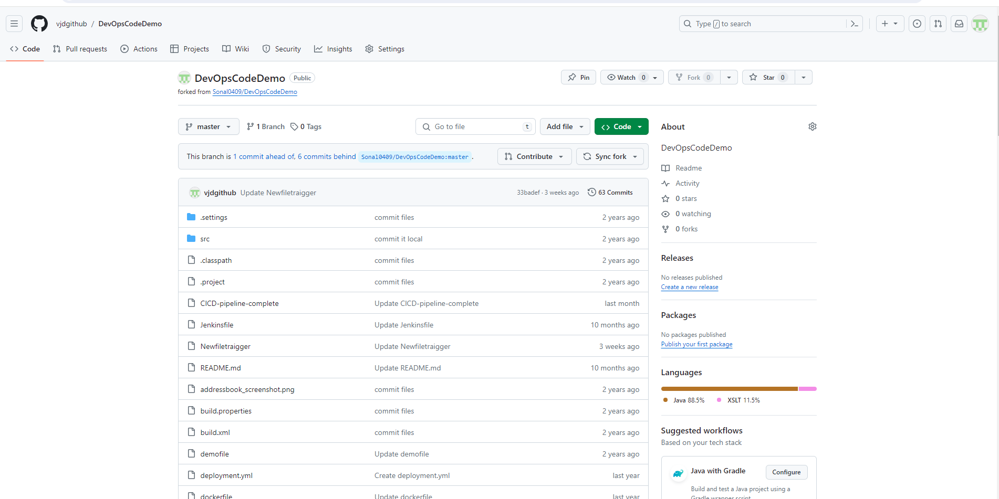 vjdgithub / DevOpsCodeDemo
Type / to search
Code Pull requests Actions Projects Wiki Security Insights Settings
DevOpsCodeDemo Public
Pin Watch 0 Fork 0 Star 0
forked from Sonal0409/DevOpsCodeDemo
master 1 Branch 0 Tags
Go to file t Add file Code
This branch is 1 commit ahead of, 6 commits behind Sonal0409/DevOpsCodeDemo:master .
Contribute Sync fork
vjdgithub Update Newfiletraigger 33badef · 3 weeks ago 63 Commits
.settings commit files 2 years ago
src commit it local 2 years ago
.classpath commit files 2 years ago
.project commit files 2 years ago
CICD-pipeline-complete Update CICD-pipeline-complete last month
Jenkinsfile Update Jenkinsfile 10 months ago
Newfiletraigger Update Newfiletraigger 3 weeks ago
README.md Update README.md 10 months ago
addressbook_screenshot.png commit files 2 years ago
build.properties commit files 2 years ago
build.xml commit files 2 years ago
demofile Update demofile 2 years ago
deployment.yml Create deployment.yml last year
dockerfile Update dockerfile last year
About
DevOpsCodeDemo
Readme
Activity
0 stars
0 watching
0 forks
Releases
No releases published
Create a new release
Packages
No packages published
Publish your first package
Languages
Java 88.5% XSLT 11.5%
Suggested workflows
Based on your tech stack
Java with Gradle Configure
Build and test a Java project using a
Gradle wrapper script.